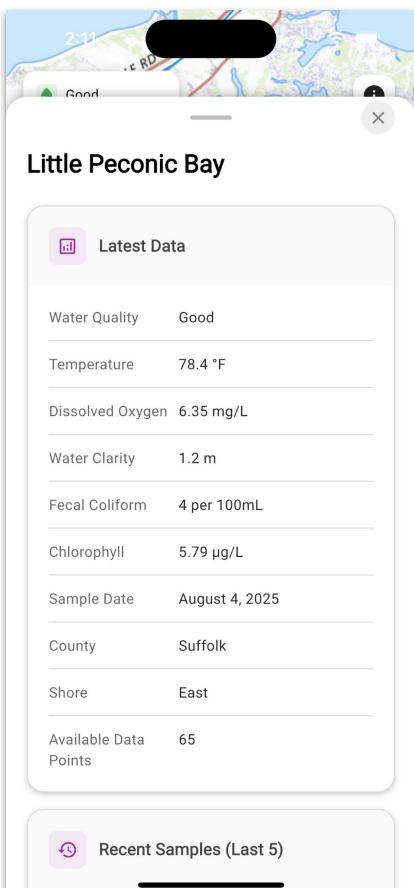 2:11
E RD
Good
Little Peconic Bay
Latest Data
Water Quality Good
Temperature 78.4 °F
Dissolved Oxygen 6.35 mg/L
Water Clarity 1.2 m
Fecal Coliform 4 per 100mL
Chlorophyll 5.79 µg/L
Sample Date August 4, 2025
County Suffolk
Shore East
Available Data 65
Points
Recent Samples (Last 5)